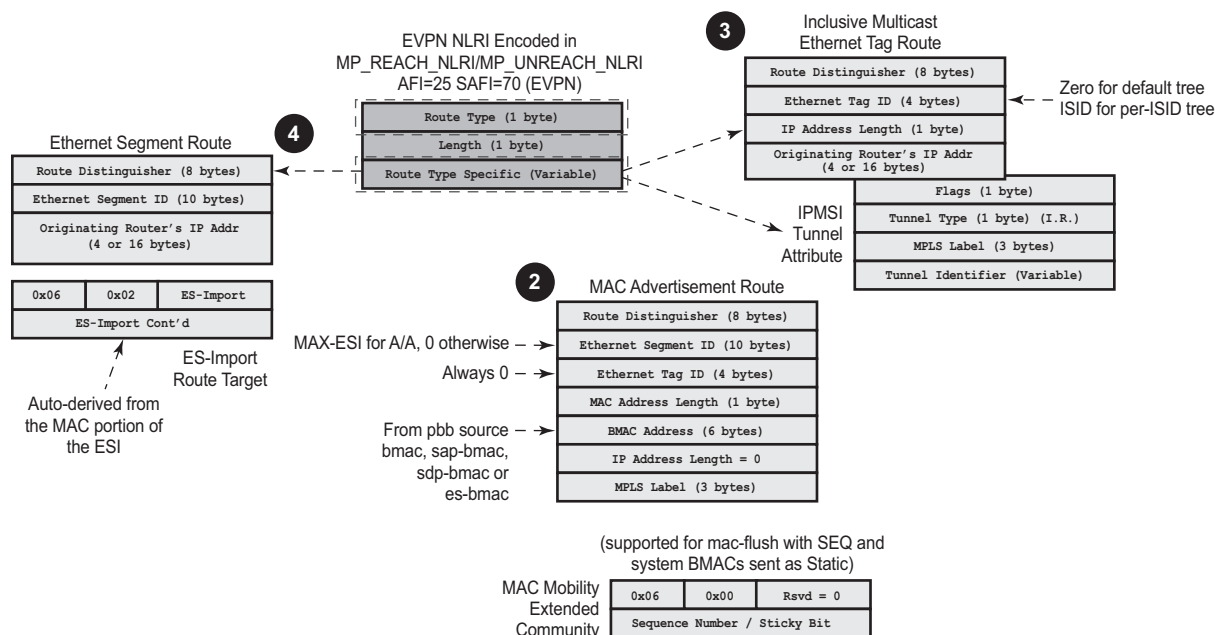 EVPN NLRI Encoded in
MP_REACH_NLRI/MP_UNREACH_NLRI
AFI=25 SAFI=70 (EVPN)
Route Type (1 byte)
Length (1 byte)
Route Type Specific (Variable)
3
Inclusive Multicast
Ethernet Tag Route
Route Distinguisher (8 bytes)
Ethernet Tag ID (4 bytes)
IP Address Length (1 byte)
Originating Router's IP Addr
(4 or 16 bytes)
Zero for default tree
ISID for per-ISID tree
IPMSI
Tunnel
Attribute
Flags (1 byte)
Tunnel Type (1 byte) (I.R.)
MPLS Label (3 bytes)
Tunnel Identifier (Variable)
4
Ethernet Segment Route
Route Distinguisher (8 bytes)
Ethernet Segment ID (10 bytes)
Originating Router's IP Addr
(4 or 16 bytes)
0x06 0x02 ES-Import
ES-Import Cont'd
ES-Import
Route Target
Auto-derived from
the MAC portion of
the ESI
2
MAC Advertisement Route
Route Distinguisher (8 bytes)
Ethernet Segment ID (10 bytes)
Ethernet Tag ID (4 bytes)
MAC Address Length (1 byte)
BMAC Address (6 bytes)
IP Address Length = 0
MPLS Label (3 bytes)
MAX-ESI for A/A, 0 otherwise
Always 0
From pbb source
bmac, sap-bmac,
sdp-bmac or
es-bmac
(supported for mac-flush with SEQ and
system BMACs sent as Static)
MAC Mobility
Extended
Community
0x06 0x00 Rsvd = 0
Sequence Number / Sticky Bit